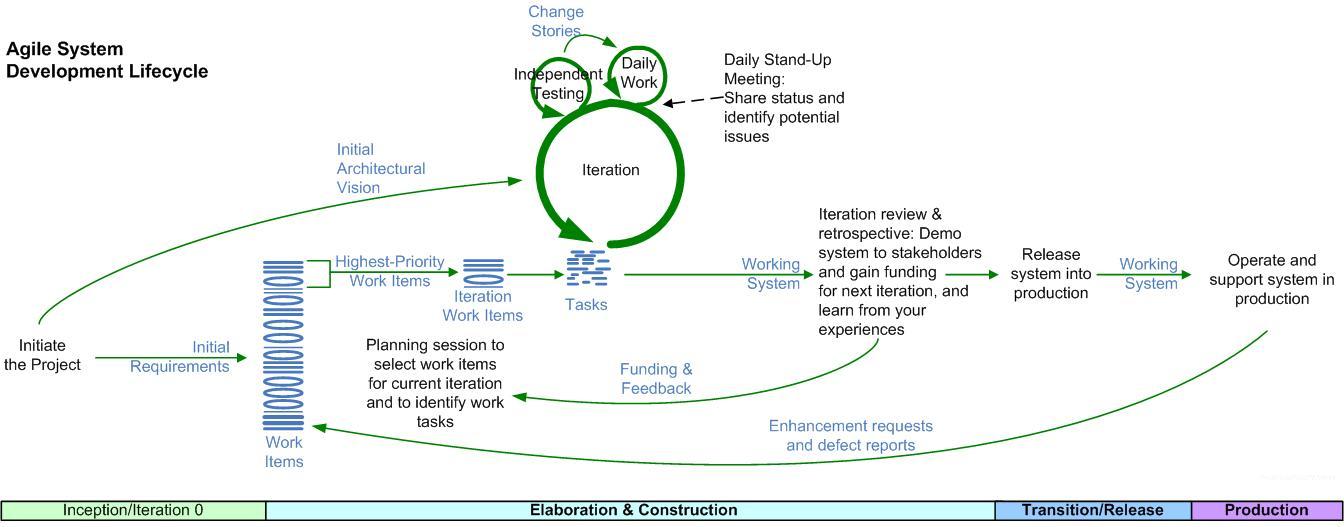 Agile System
Development Lifecycle
Change
Stories
Independent
Testing
Daily
Work
Daily Stand-Up
Meeting:
Share status and
identify potential
issues
Iteration
Initial
Architectural
Vision
Highest-Priority
Work Items
Iteration
Work Items
Tasks
Working
System
Iteration review &
retrospective: Demo
system to stakeholders
and gain funding
for next iteration, and
learn from your
experiences
Release
system into
production
Working
System
Operate and
support system in
production
Initiate
the Project
Initial
Requirements
Planning session to
select work items
for current iteration
and to identify work
tasks
Funding &
Feedback
Enhancement requests
and defect reports
Work
Items
Inception/Iteration 0
Elaboration & Construction
Transition/Release
Production